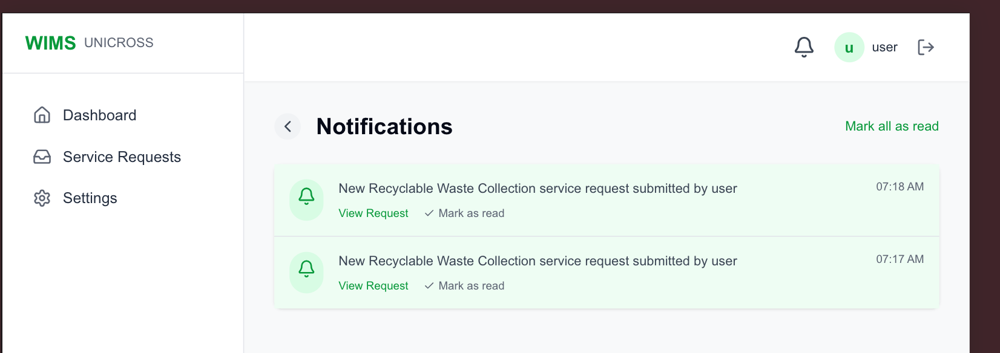 WIMS UNICROSS
u user
Dashboard
Service Requests
Settings
Notifications
Mark all as read
New Recyclable Waste Collection service request submitted by user
07:18 AM
View Request Mark as read
New Recyclable Waste Collection service request submitted by user
07:17 AM
View Request Mark as read